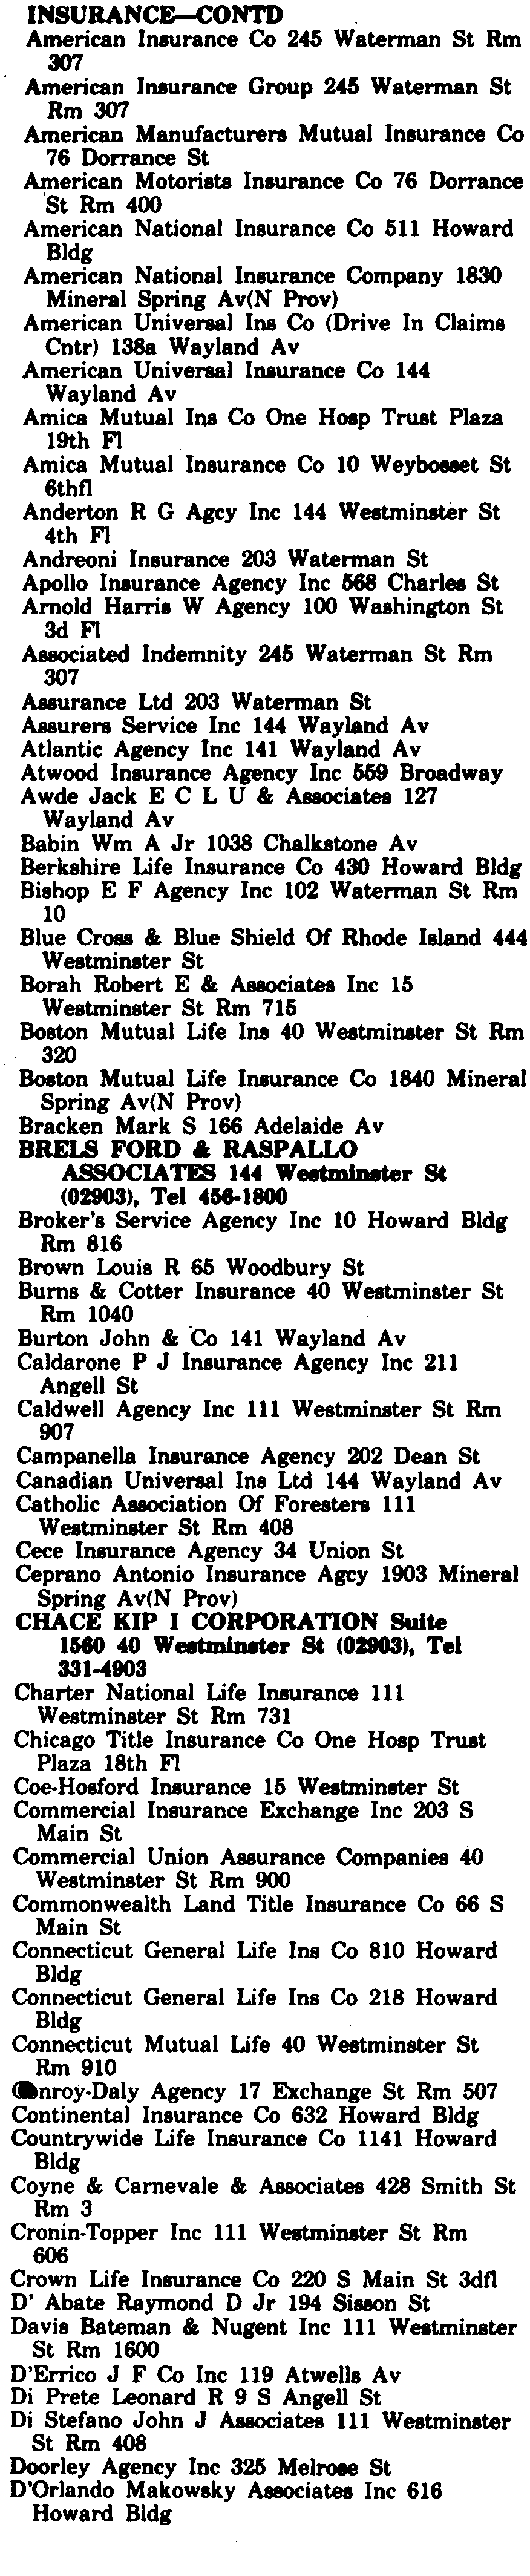 INSURANCE—CONTD
American Insurance Co 245 Waterman St Rm
307
American Insurance Group 245 Waterman St
Rm 307
American Manufacturers Mutual Insurance Co
76 Dorrance St
American Motorists Insurance Co 76 Dorrance
St Rm 400
American National Insurance Co 511 Howard
Bldg
American National Insurance Company 1830
Mineral Spring Av(N Prov)
American Universal Ins Co (Drive In Claims
Cntr) 138a Wayland Av
American Universal Insurance Co 144
Wayland Av
Amica Mutual Ins Co One Hosp Trust Plaza
19th Fl
Amica Mutual Insurance Co 10 Weybosset St
6thfl
Anderton R G Agcy Inc 144 Westminster St
4th Fl
Andreoni Insurance 203 Waterman St
Apollo Insurance Agency Inc 568 Charles St
Arnold Harris W Agency 100 Washington St
3d Fl
Associated Indemnity 245 Waterman St Rm
307
Assurance Ltd 203 Waterman St
Assurers Service Inc 144 Wayland Av
Atlantic Agency Inc 141 Wayland Av
Atwood Insurance Agency Inc 559 Broadway
Awde Jack E C L U & Associates 127
Wayland Av
Babin Wm A Jr 1038 Chalkstone Av
Berkshire Life Insurance Co 430 Howard Bldg
Bishop E F Agency Inc 102 Waterman St Rm
10
Blue Cross & Blue Shield Of Rhode Island 444
Westminster St
Borah Robert E & Associates Inc 15
Westminster St Rm 715
Boston Mutual Life Ins 40 Westminster St Rm
320
Boston Mutual Life Insurance Co 1840 Mineral
Spring Av(N Prov)
Bracken Mark S 166 Adelaide Av
BRELS FORD & RASPALLO
ASSOCIATES 144 Westminster St
(02903), Tel 456-1800
Broker's Service Agency Inc 10 Howard Bldg
Rm 816
Brown Louis R 65 Woodbury St
Burns & Cotter Insurance 40 Westminster St
Rm 1040
Burton John & Co 141 Wayland Av
Caldarone P J Insurance Agency Inc 211
Angell St
Caldwell Agency Inc 111 Westminster St Rm
907
Campanella Insurance Agency 202 Dean St
Canadian Universal Ins Ltd 144 Wayland Av
Catholic Association Of Foresters 111
Westminster St Rm 408
Cece Insurance Agency 34 Union St
Ceprano Antonio Insurance Agcy 1903 Mineral
Spring Av(N Prov)
CHACE KIP I CORPORATION Suite
1560 40 Westminster St (02903), Tel
331-4903
Charter National Life Insurance 111
Westminster St Rm 731
Chicago Title Insurance Co One Hosp Trust
Plaza 18th Fl
Coe-Hosford Insurance 15 Westminster St
Commercial Insurance Exchange Inc 203 S
Main St
Commercial Union Assurance Companies 40
Westminster St Rm 900
Commonwealth Land Title Insurance Co 66 S
Main St
Connecticut General Life Ins Co 810 Howard
Bldg
Connecticut General Life Ins Co 218 Howard
Bldg
Connecticut Mutual Life 40 Westminster St
Rm 910
Conroy-Daly Agency 17 Exchange St Rm 507
Continental Insurance Co 632 Howard Bldg
Countrywide Life Insurance Co 1141 Howard
Bldg
Coyne & Carnevale & Associates 428 Smith St
Rm 3
Cronin-Topper Inc 111 Westminster St Rm
606
Crown Life Insurance Co 220 S Main St 3dfl
D' Abate Raymond D Jr 194 Sisson St
Davis Bateman & Nugent Inc 111 Westminster
St Rm 1600
D'Errico J F Co Inc 119 Atwells Av
Di Prete Leonard R 9 S Angell St
Di Stefano John J Associates 111 Westminster
St Rm 408
Doorley Agency Inc 325 Melrose St
D'Orlando Makowsky Associates Inc 616
Howard Bldg